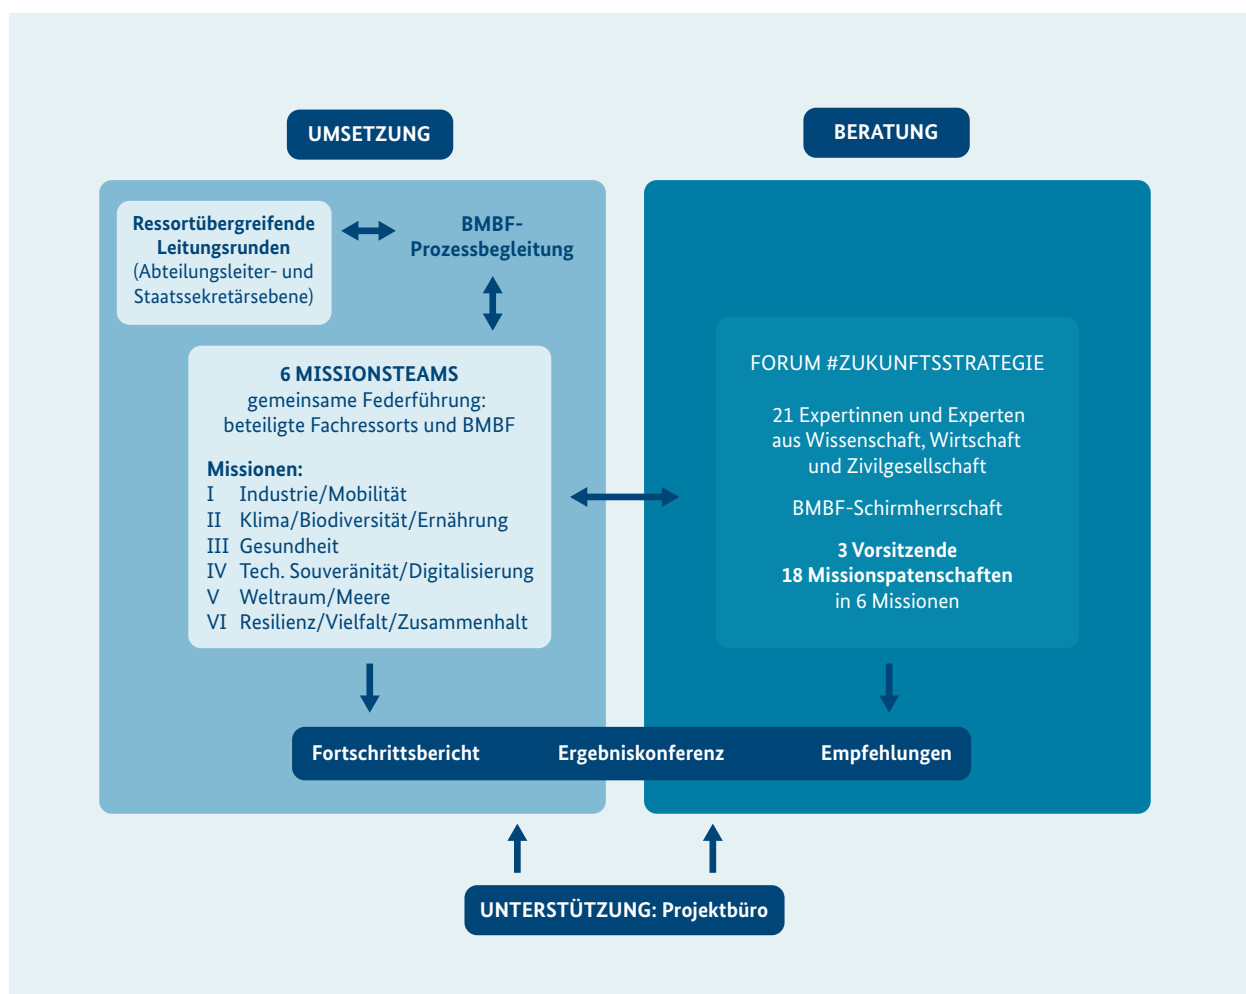 UMSETZUNG
Ressortübergreifende
Leitungsrunden
(Abteilungsleiter- und
Staatssekretärsebene)
BMBF-
Prozessbegleitung
6 MISSIONSTEAMS
gemeinsame Federführung:
beteiligte Fachressorts und BMBF
Missionen:
I Industrie/Mobilität
II Klima/Biodiversität/Ernährung
III Gesundheit
IV Tech. Souveränität/Digitalisierung
V Weltraum/Meere
VI Resilienz/Vielfalt/Zusammenhalt
BERATUNG
FORUM #ZUKUNFTSSTRATEGIE
21 Expertinnen und Experten
aus Wissenschaft, Wirtschaft
und Zivilgesellschaft
BMBF-Schirmherrschaft
3 Vorsitzende
18 Missionspatenschaften
in 6 Missionen
Fortschrittsbericht Ergebniskonferenz Empfehlungen
UNTERSTÜTZUNG: Projektbüro